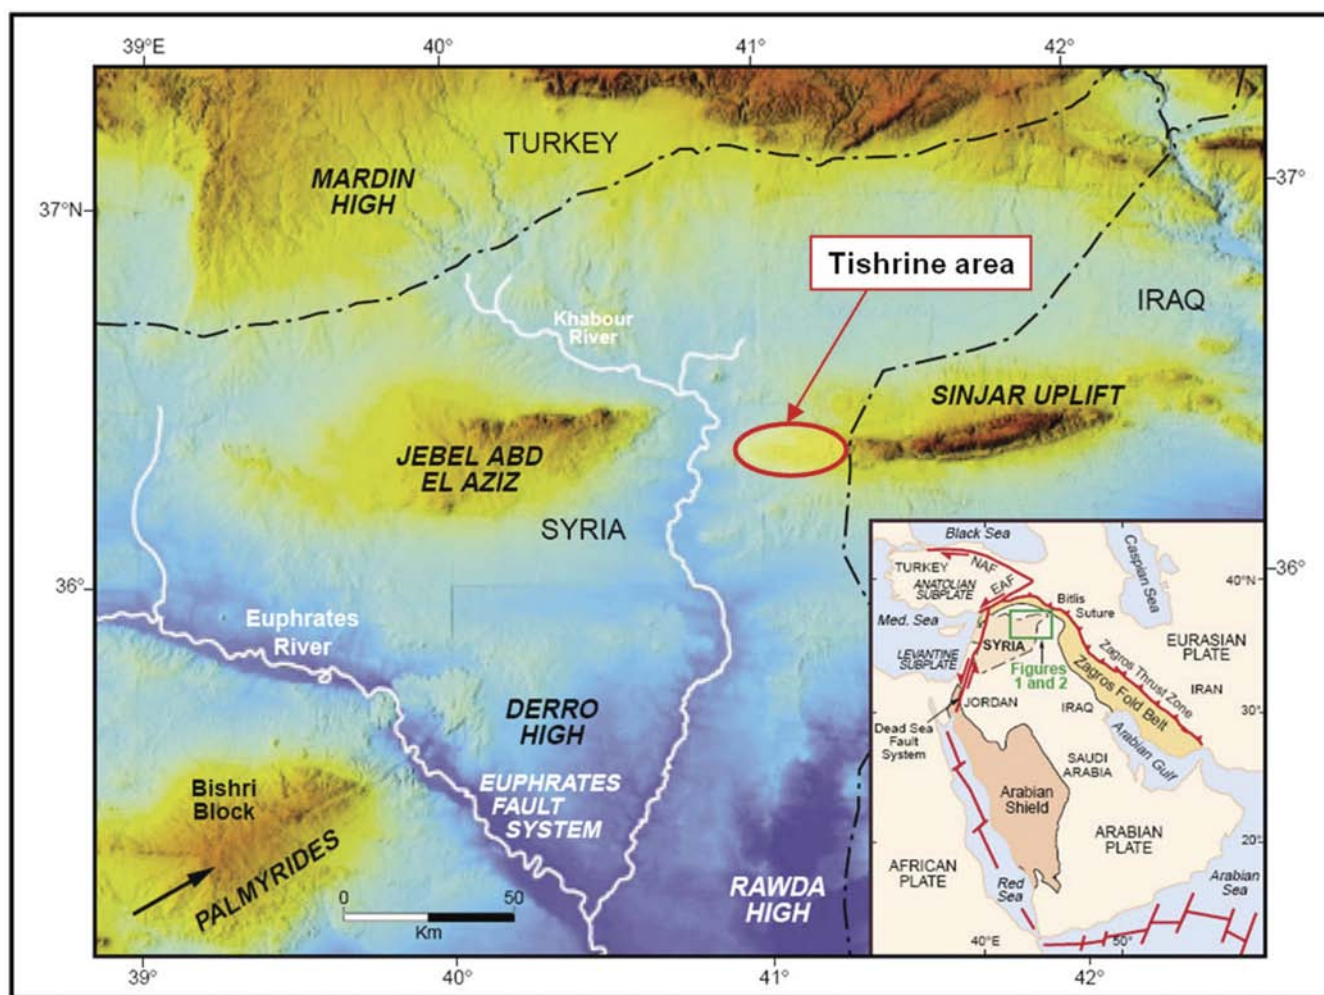 39°E
40°
41°
42°
TURKEY
MARDIN
HIGH
37°N
37°
Tishrine area
IRAQ
Khabour
River
SINJAR UPLIFT
JEBEL ABD
EL AZIZ
SYRIA
36°
36°
Euphrates
River
DERRO
HIGH
EUPHRATES
FAULT
SYSTEM
Bishri
Block
PALMYRIDES
RAWDA
HIGH
0
50
Km
39°
40°
41°
42°
Black Sea
Caspian Sea
TURKEY
NAF
ANATOLIAN
SUBPLATE
EAF
40°N
Bitlis
Suture
Med. Sea
EURASIAN
PLATE
LEVANTINE
SUBPLATE
SYRIA
Figures
1 and 2
Zagros Thrust Zone
Zagros Fold Belt
IRAN
JORDAN
IRAQ
30°
Dead Sea
Fault
System
Arabian Gulf
SAUDI
ARABIA
Arabian
Shield
ARABIAN
PLATE
20°
AFRICAN
PLATE
Red
Sea
Arabian
Sea
40°E
50°